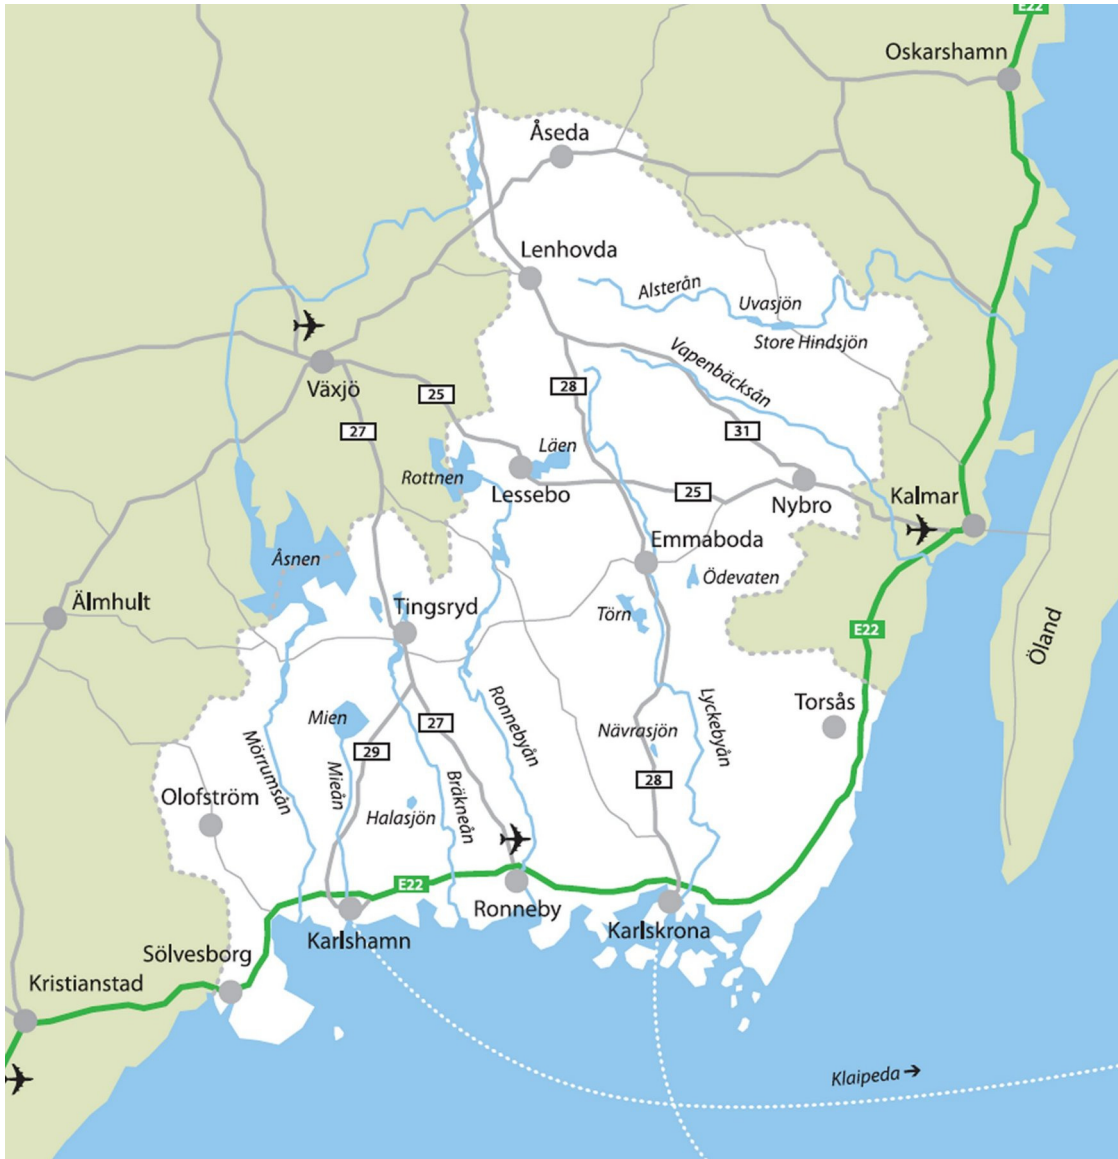 E22
Oskarshamn
Åseda
Lenhovda
Alsterån
Uvasjön
Store Hindsjön
Vapenbäcksån
Växjö
25
28
27
31
Läen
Rottnen
Lessebo
25
Nybro
Kalmar
Emmaboda
Åsnen
Ödevaten
Älmhult
Tingsryd
Törn
E22
Öland
Torsås
Ronnebyån
Lyckebyån
Mien
27
Nävrasjön
29
28
Mörrumsån
Mieån
Bräkneån
Olofström
Halasjön
E22
Ronneby
Karlskrona
Karlshamn
Sölvesborg
Kristianstad
Klaipeda →